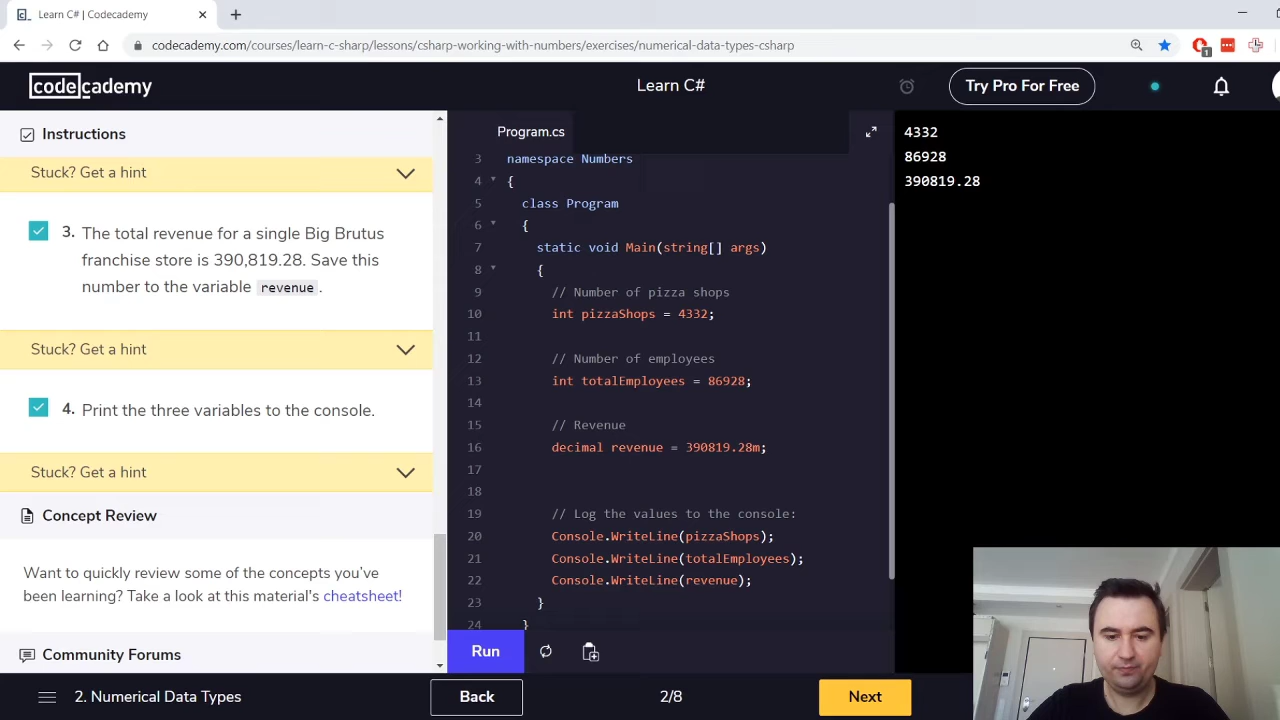 Learn C# | Codecademy
codecademy.com/courses/learn-c-sharp/lessons/csharp-working-with-numbers/exercises/numerical-data-types-csharp
1
codecademy
Learn C#
Try Pro For Free
Instructions
Stuck? Get a hint
3. The total revenue for a single Big Brutus
franchise store is 390,819.28. Save this
number to the variable revenue.
Stuck? Get a hint
4. Print the three variables to the console.
Stuck? Get a hint
Concept Review
Want to quickly review some of the concepts you've
been learning? Take a look at this material's cheatsheet!
Community Forums
Program.cs
3 namespace Numbers
4 {
5 class Program
6 {
7 static void Main(string[] args)
8 {
9 // Number of pizza shops
10 int pizzaShops = 4332;
11
12 // Number of employees
13 int totalEmployees = 86928;
14
15 // Revenue
16 decimal revenue = 390819.28m;
17
18
19 // Log the values to the console:
20 Console.WriteLine(pizzaShops);
21 Console.WriteLine(totalEmployees);
22 Console.WriteLine(revenue);
23 }
24 }
Run
4332
86928
390819.28
2. Numerical Data Types
Back
2/8
Next